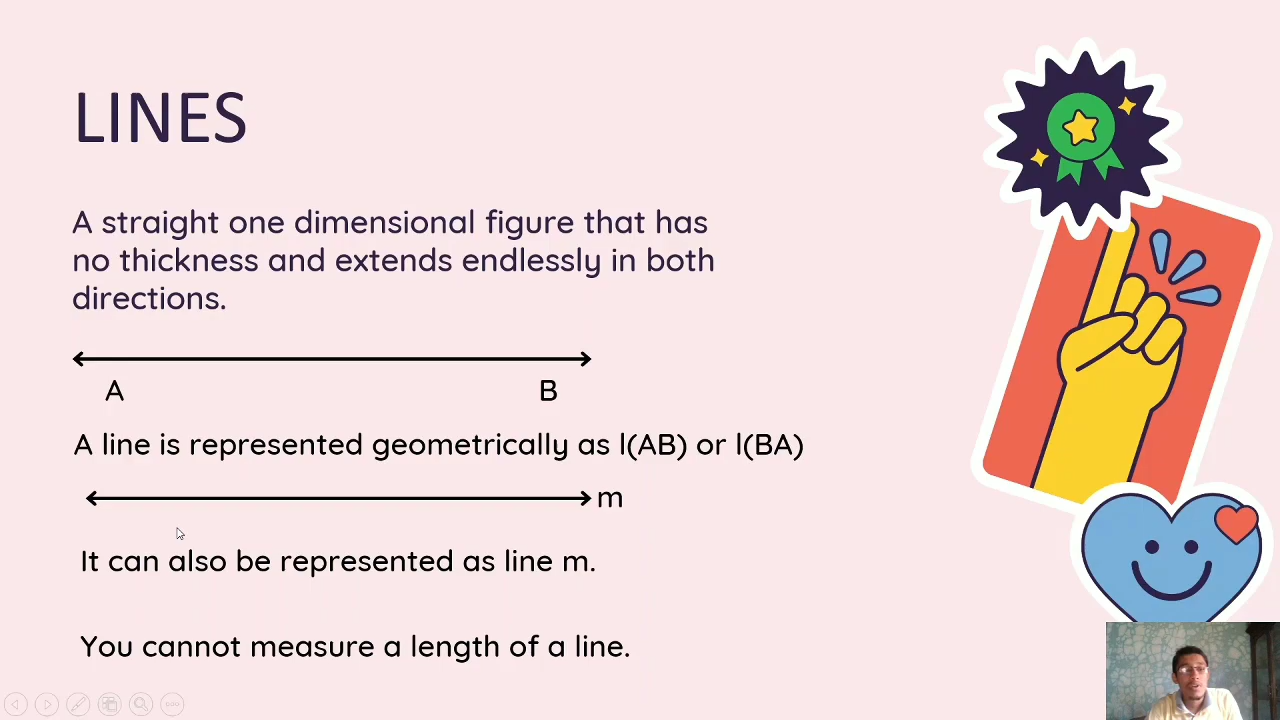 LINES
A straight one dimensional figure that has
no thickness and extends endlessly in both
directions.
A B
A line is represented geometrically as l(AB) or l(BA)
m
It can also be represented as line m.
You cannot measure a length of a line.